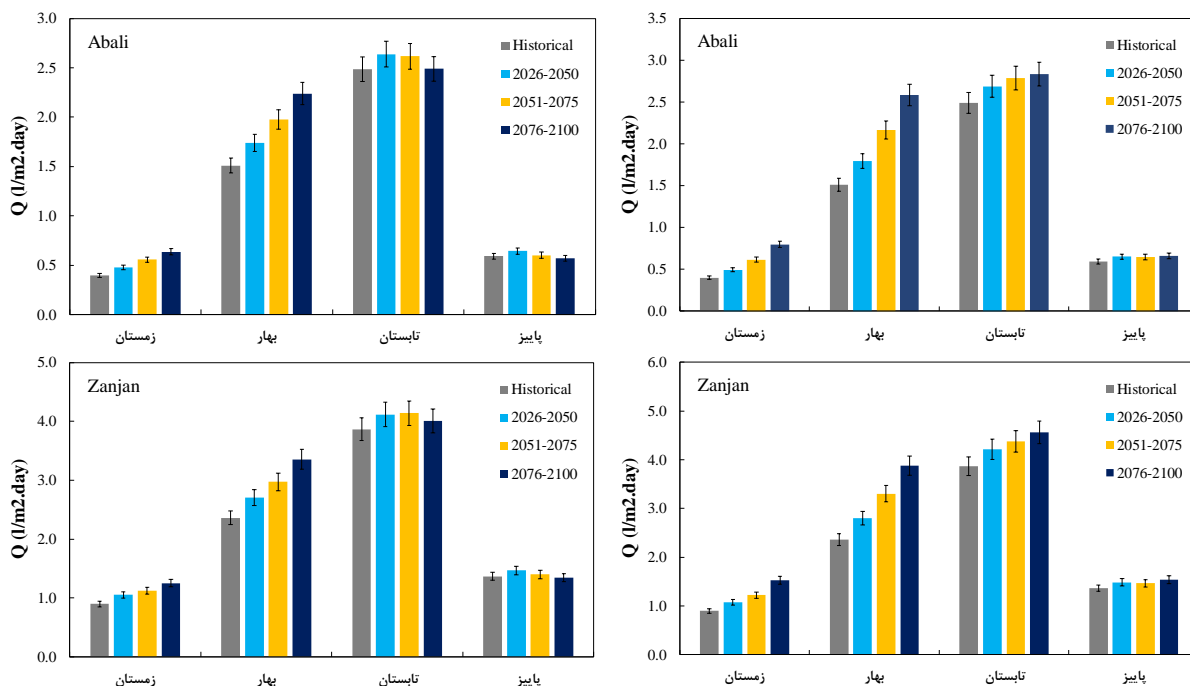 Abali
Q (l/m2.day)
3.0
2.5
2.0
1.5
1.0
0.5
0.0
Historical
2026-2050
2051-2075
2076-2100
زمستان
بهار
تابستان
پاییز
Abali
Q (l/m2.day)
3.5
3.0
2.5
2.0
1.5
1.0
0.5
0.0
Historical
2026-2050
2051-2075
2076-2100
زمستان
بهار
تابستان
پاییز
Zanjan
Q (l/m2.day)
5.0
4.0
3.0
2.0
1.0
0.0
Historical
2026-2050
2051-2075
2076-2100
زمستان
بهار
تابستان
پاییز
Zanjan
Q (l/m2.day)
6.0
5.0
4.0
3.0
2.0
1.0
0.0
Historical
2026-2050
2051-2075
2076-2100
زمستان
بهار
تابستان
پاییز